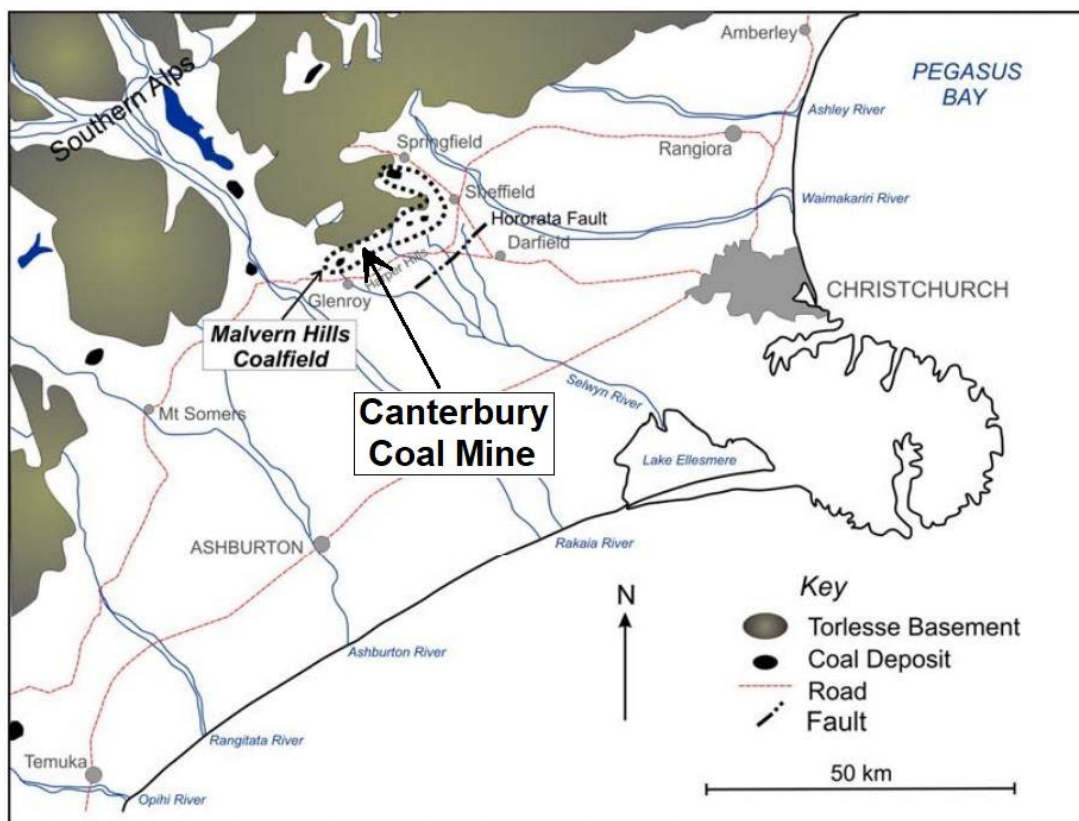 Amberley
PEGASUS
BAY
Southern Alps
Ashley River
Springfield
Rangiora
Sheffield
Waimakariri River
Hororata Fault
Darfield
Harper Hills
Glenroy
CHRISTCHURCH
Malvern Hills
Coalfield
Canterbury
Coal Mine
Selwyn River
Mt Somers
Lake Ellesmere
ASHBURTON
Rakaia River
Key
N
Torlesse Basement
Coal Deposit
Ashburton River
Road
Fault
Rangitata River
Temuka
50 km
Opihi River